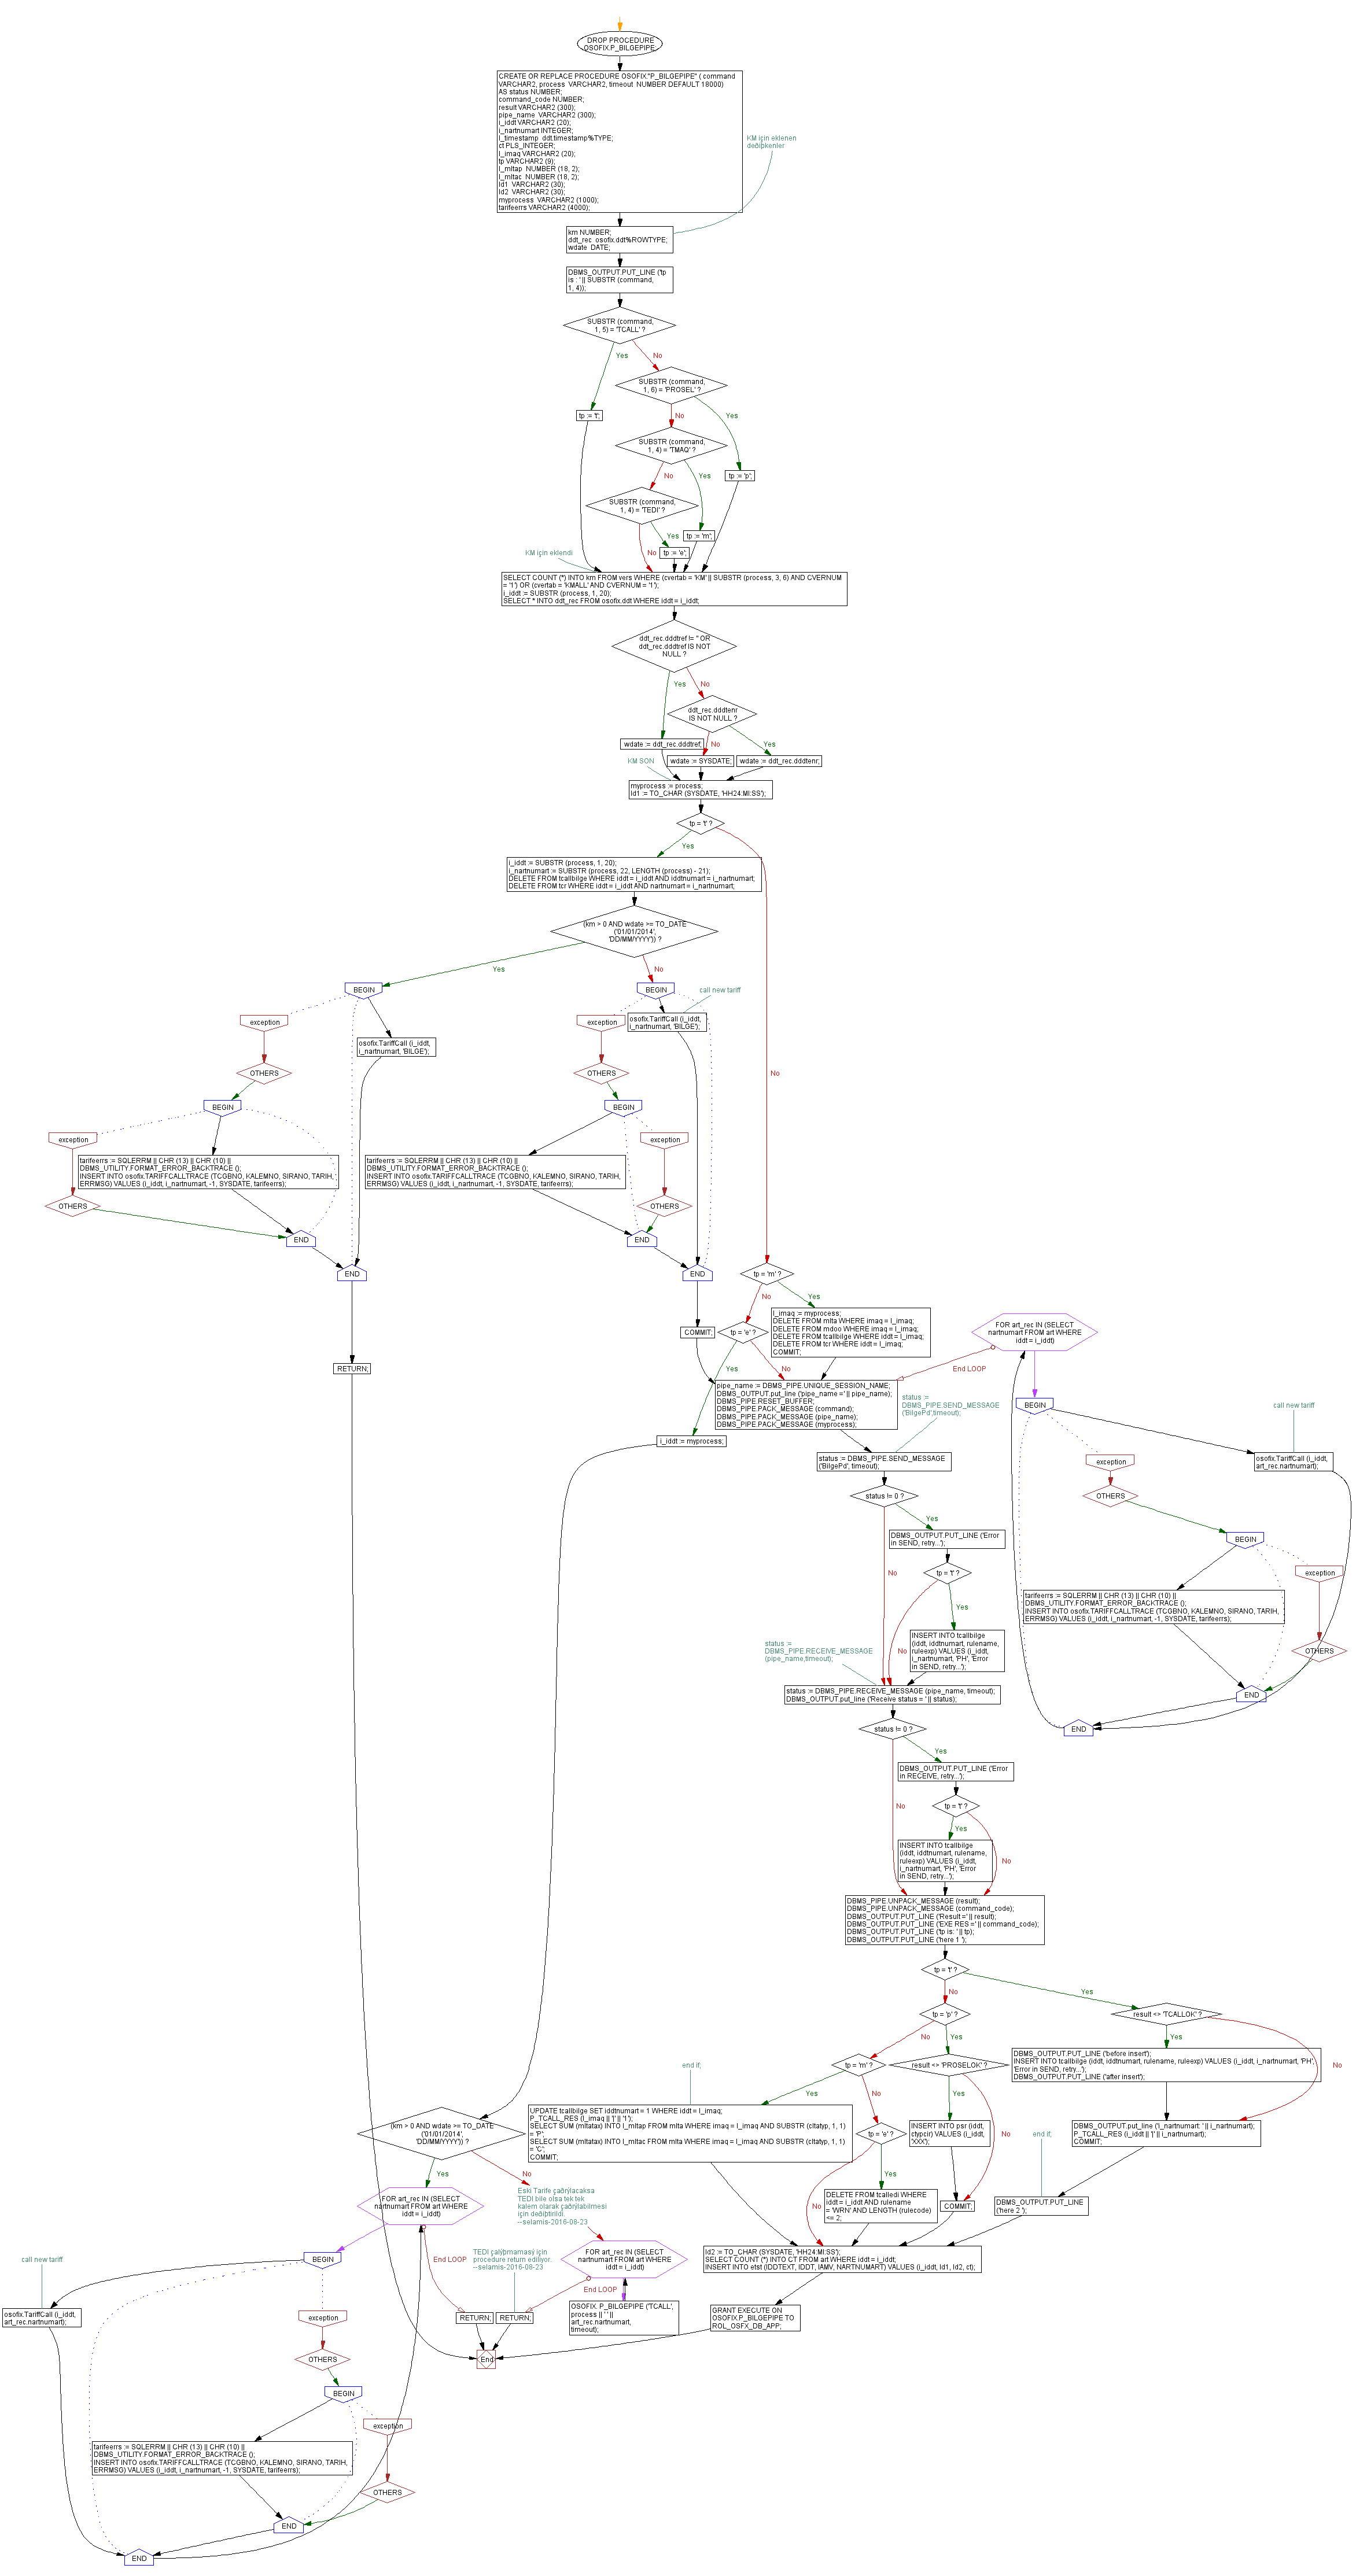 DROP PROCEDURE
OSOFIX.P_BILGEPIPE;
CREATE OR REPLACE PROCEDURE OSOFIX."P_BILGEPIPE" ( command
VARCHAR2, process VARCHAR2, timeout NUMBER DEFAULT 18000)
AS status NUMBER;
command_code NUMBER;
result VARCHAR2 (300);
pipe_name VARCHAR2 (300);
i_iddt VARCHAR2 (20);
i_nartnumart INTEGER;
l_timestamp ddt.timestamp%TYPE;
ct PLS_INTEGER;
l_imaq VARCHAR2 (20);
tp VARCHAR2 (9);
l_mltap NUMBER (18, 2);
l_mltac NUMBER (18, 2);
ld1 VARCHAR2 (30);
ld2 VARCHAR2 (30);
myprocess VARCHAR2 (1000);
tarifeerrs VARCHAR2 (4000);
KM için eklenen
deðiþkenler
km NUMBER;
ddt_rec osofix.ddt%ROWTYPE;
wdate DATE;
DBMS_OUTPUT.PUT_LINE ('tp
is : ' || SUBSTR (command,
1, 4));
SUBSTR (command,
1, 5) = 'TCALL' ?
Yes
No
SUBSTR (command,
1, 6) = 'PROSEL' ?
tp := 't';
No
Yes
SUBSTR (command,
1, 4) = 'TMAQ' ?
No
Yes
tp := 'p';
SUBSTR (command,
1, 4) = 'TEDI' ?
Yes
tp := 'm';
KM için eklendi
No
tp := 'e';
SELECT COUNT (*) INTO km FROM vers WHERE (cvertab = 'KM' || SUBSTR (process, 3, 6) AND CVERNUM
= '1') OR (cvertab = 'KMALL' AND CVERNUM = '1');
i_iddt := SUBSTR (process, 1, 20);
SELECT * INTO ddt_rec FROM osofix.ddt WHERE iddt = i_iddt;
ddt_rec.dddtref != '' OR
ddt_rec.dddtref IS NOT
NULL ?
Yes
No
ddt_rec.dddtenr
IS NOT NULL ?
wdate := ddt_rec.dddtref;
No
Yes
KM SON
wdate := SYSDATE;
wdate := ddt_rec.dddtenr;
myprocess := process;
ld1 := TO_CHAR (SYSDATE, 'HH24:MI:SS');
tp = 't' ?
Yes
i_iddt := SUBSTR (process, 1, 20);
i_nartnumart := SUBSTR (process, 22, LENGTH (process) - 21);
DELETE FROM tcallbilge WHERE iddt = i_iddt AND iddtnumart = i_nartnumart;
DELETE FROM tcr WHERE iddt = i_iddt AND nartnumart = i_nartnumart;
(km > 0 AND wdate >= TO_DATE
('01/01/2014',
'DD/MM/YYYY')) ?
Yes
No
BEGIN
BEGIN
call new tariff
exception
exception
osofix.TariffCall (i_iddt,
i_nartnumart, 'BILGE');
osofix.TariffCall (i_iddt,
i_nartnumart, 'BILGE');
OTHERS
OTHERS
No
BEGIN
BEGIN
exception
exception
tarifeerrs := SQLERRM || CHR (13) || CHR (10) ||
DBMS_UTILITY.FORMAT_ERROR_BACKTRACE ();
INSERT INTO osofix.TARIFFCALLTRACE (TCGBNO, KALEMNO, SIRANO, TARIH,
ERRMSG) VALUES (i_iddt, i_nartnumart, -1, SYSDATE, tarifeerrs);
tarifeerrs := SQLERRM || CHR (13) || CHR (10) ||
DBMS_UTILITY.FORMAT_ERROR_BACKTRACE ();
INSERT INTO osofix.TARIFFCALLTRACE (TCGBNO, KALEMNO, SIRANO, TARIH,
ERRMSG) VALUES (i_iddt, i_nartnumart, -1, SYSDATE, tarifeerrs);
OTHERS
OTHERS
END
END
END
END
tp = 'm' ?
No
Yes
COMMIT;
tp = 'e' ?
l_imaq := myprocess;
DELETE FROM mlta WHERE imaq = l_imaq;
DELETE FROM mdoo WHERE imaq = l_imaq;
DELETE FROM tcallbilge WHERE iddt = l_imaq;
DELETE FROM tcr WHERE iddt = l_imaq;
COMMIT;
FOR art_rec IN (SELECT
nartnumart FROM art WHERE
iddt = i_iddt)
RETURN;
Yes
No
End LOOP
pipe_name := DBMS_PIPE.UNIQUE_SESSION_NAME;
DBMS_OUTPUT.put_line ('pipe_name =' || pipe_name);
DBMS_PIPE.RESET_BUFFER;
DBMS_PIPE.PACK_MESSAGE (command);
DBMS_PIPE.PACK_MESSAGE (pipe_name);
DBMS_PIPE.PACK_MESSAGE (myprocess);
status :=
DBMS_PIPE.SEND_MESSAGE
('BilgePd',timeout);
BEGIN
call new tariff
i_iddt := myprocess;
status := DBMS_PIPE.SEND_MESSAGE
('BilgePd', timeout);
exception
osofix.TariffCall (i_iddt,
art_rec.nartnumart);
status != 0 ?
OTHERS
Yes
DBMS_OUTPUT.PUT_LINE ('Error
in SEND, retry...');
BEGIN
No
tp = 't' ?
exception
Yes
tarifeerrs := SQLERRM || CHR (13) || CHR (10) ||
DBMS_UTILITY.FORMAT_ERROR_BACKTRACE ();
INSERT INTO osofix.TARIFFCALLTRACE (TCGBNO, KALEMNO, SIRANO, TARIH,
ERRMSG) VALUES (i_iddt, i_nartnumart, -1, SYSDATE, tarifeerrs);
INSERT INTO tcallbilge
(iddt, iddtnumart, rulename,
ruleexp) VALUES (i_iddt,
i_nartnumart, 'PH', 'Error
in SEND, retry...');
No
status :=
DBMS_PIPE.RECEIVE_MESSAGE
(pipe_name,timeout);
OTHERS
status := DBMS_PIPE.RECEIVE_MESSAGE (pipe_name, timeout);
DBMS_OUTPUT.put_line ('Receive status = ' || status);
END
END
status != 0 ?
Yes
DBMS_OUTPUT.PUT_LINE ('Error
in RECEIVE, retry...');
No
tp = 't' ?
Yes
INSERT INTO tcallbilge
(iddt, iddtnumart, rulename,
ruleexp) VALUES (i_iddt,
i_nartnumart, 'PH', 'Error
in SEND, retry...');
No
DBMS_PIPE.UNPACK_MESSAGE (result);
DBMS_PIPE.UNPACK_MESSAGE (command_code);
DBMS_OUTPUT.PUT_LINE ('Result =' || result);
DBMS_OUTPUT.PUT_LINE ('EXE RES =' || command_code);
DBMS_OUTPUT.PUT_LINE ('tp is: ' || tp);
DBMS_OUTPUT.PUT_LINE ('here 1 ');
tp = 't' ?
No
Yes
tp = 'p' ?
result <> 'TCALLOK' ?
No
Yes
Yes
No
tp = 'm' ?
result <> 'PROSELOK' ?
DBMS_OUTPUT.PUT_LINE ('before insert');
INSERT INTO tcallbilge (iddt, iddtnumart, rulename, ruleexp) VALUES (i_iddt, i_nartnumart, 'PH',
'Error in SEND, retry...');
DBMS_OUTPUT.PUT_LINE ('after insert');
end if;
Yes
No
Yes
UPDATE tcallbilge SET iddtnumart = 1 WHERE iddt = l_imaq;
P_TCALL_RES (l_imaq || ']' || '1');
SELECT SUM (mltatax) INTO l_mltap FROM mlta WHERE imaq = l_imaq AND SUBSTR (cltatyp, 1, 1)
= 'P';
SELECT SUM (mltatax) INTO l_mltac FROM mlta WHERE imaq = l_imaq AND SUBSTR (cltatyp, 1, 1)
= 'C';
COMMIT;
(km > 0 AND wdate >= TO_DATE
('01/01/2014',
'DD/MM/YYYY')) ?
tp = 'e' ?
INSERT INTO psr (iddt,
ctypcir) VALUES (i_iddt,
'XXX');
No
end if;
DBMS_OUTPUT.put_line ('i_nartnumart: ' || i_nartnumart);
P_TCALL_RES (i_iddt || ']' || i_nartnumart);
COMMIT;
Yes
No
Yes
FOR art_rec IN (SELECT
nartnumart FROM art WHERE
iddt = i_iddt)
Eski Tarife çaðrýlacaksa
TEDI bile olsa tek tek
kalem olarak çaðrýlabilmesi
için deðiþtirildi.
--selamis-2016-08-23
No
DELETE FROM tcalledi WHERE
iddt = i_iddt AND rulename
= 'WRN' AND LENGTH (rulecode)
<= 2;
COMMIT;
DBMS_OUTPUT.PUT_LINE
('here 2 ');
call new tariff
BEGIN
End LOOP
TEDI çalýþmamasý için
procedure return ediliyor.
--selamis-2016-08-23
FOR art_rec IN (SELECT
nartnumart FROM art WHERE
iddt = i_iddt)
ld2 := TO_CHAR (SYSDATE, 'HH24:MI:SS');
SELECT COUNT (*) INTO CT FROM art WHERE iddt = i_iddt;
INSERT INTO etst (IDDTEXT, IDDT, IAMV, NARTNUMART) VALUES (i_iddt, ld1, ld2, ct);
End LOOP
osofix.TariffCall (i_iddt,
art_rec.nartnumart);
exception
RETURN;
RETURN;
OSOFIX. P_BILGEPIPE ('TCALL',
process || ' ' ||
art_rec.nartnumart,
timeout);
GRANT EXECUTE ON
OSOFIX.P_BILGEPIPE TO
ROL_OSFX_DB_APP;
OTHERS
End
BEGIN
exception
tarifeerrs := SQLERRM || CHR (13) || CHR (10) ||
DBMS_UTILITY.FORMAT_ERROR_BACKTRACE ();
INSERT INTO osofix.TARIFFCALLTRACE (TCGBNO, KALEMNO, SIRANO, TARIH,
ERRMSG) VALUES (i_iddt, i_nartnumart, -1, SYSDATE, tarifeerrs);
OTHERS
END
END